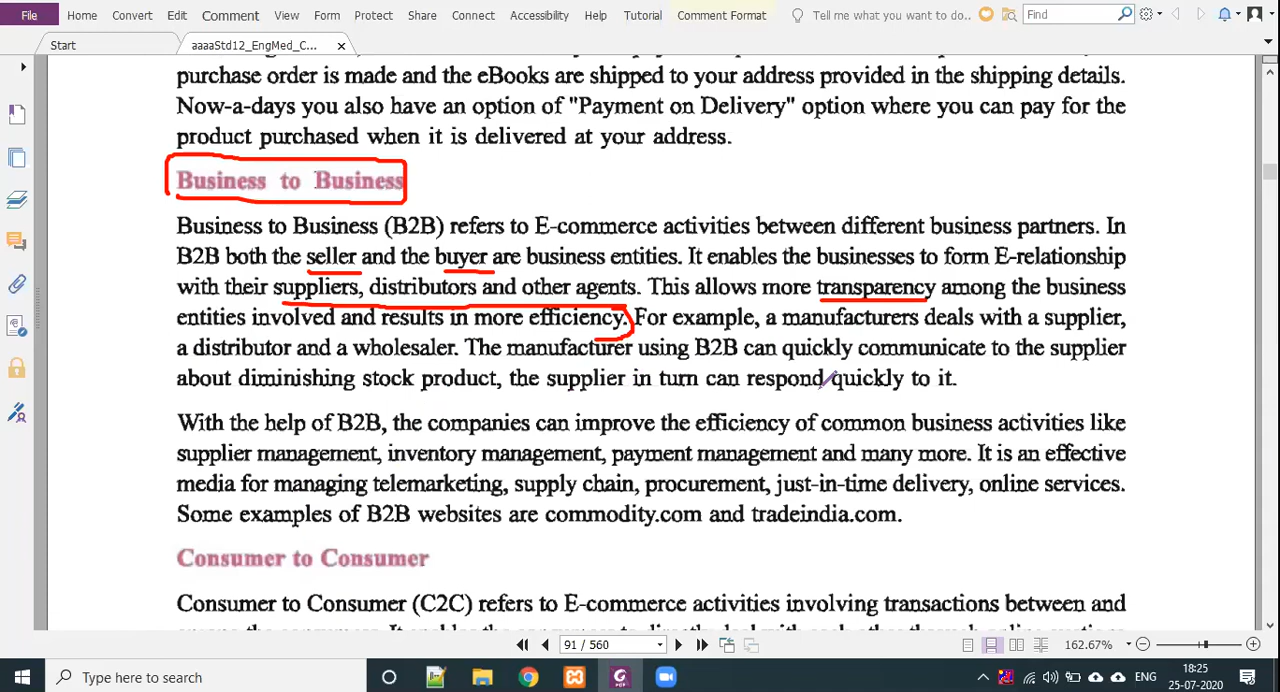 File Home Convert Edit Comment View Form Protect Share Connect Accessibility Help Tutorial Comment Format Tell me what you want to do.. Find
Start aaaaStd12_EngMed_C...
purchase order is made and the eBooks are shipped to your address provided in the shipping details.
Now-a-days you also have an option of "Payment on Delivery" option where you can pay for the
product purchased when it is delivered at your address.
Business to Business
Business to Business (B2B) refers to E-commerce activities between different business partners. In
B2B both the seller and the buyer are business entities. It enables the businesses to form E-relationship
with their suppliers, distributors and other agents. This allows more transparency among the business
entities involved and results in more efficiency. For example, a manufacturers deals with a supplier,
a distributor and a wholesaler. The manufacturer using B2B can quickly communicate to the supplier
about diminishing stock product, the supplier in turn can respond quickly to it.
With the help of B2B, the companies can improve the efficiency of common business activities like
supplier management, inventory management, payment management and many more. It is an effective
media for managing telemarketing, supply chain, procurement, just-in-time delivery, online services.
Some examples of B2B websites are commodity.com and tradeindia.com.
Consumer to Consumer
Consumer to Consumer (C2C) refers to E-commerce activities involving transactions between and
91 / 560 162.67%
Type here to search ENG 18:25
25-07-2020